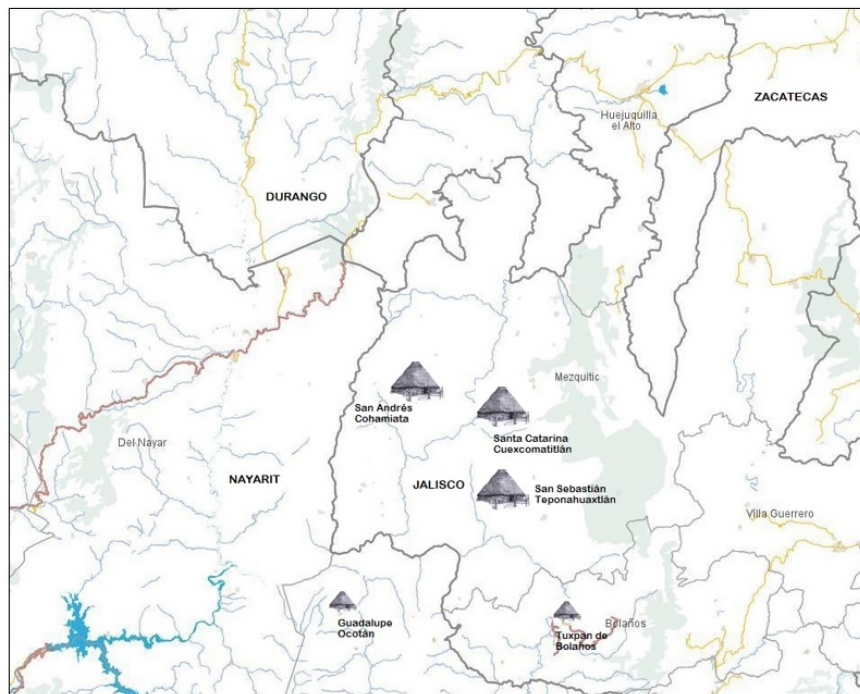 ZACATECAS
Huejuquilla
el Alto
DURANGO
Mezquitic
San Andrés
Cohamiata
Santa Catarina
Cuexcomatitlán
Del Nayar
NAYARIT
JALISCO
San Sebastián
Teponahuaxtlán
Villa Guerrero
Guadalupe
Ocotán
Tuxpan de
Bolaños
Bolaños